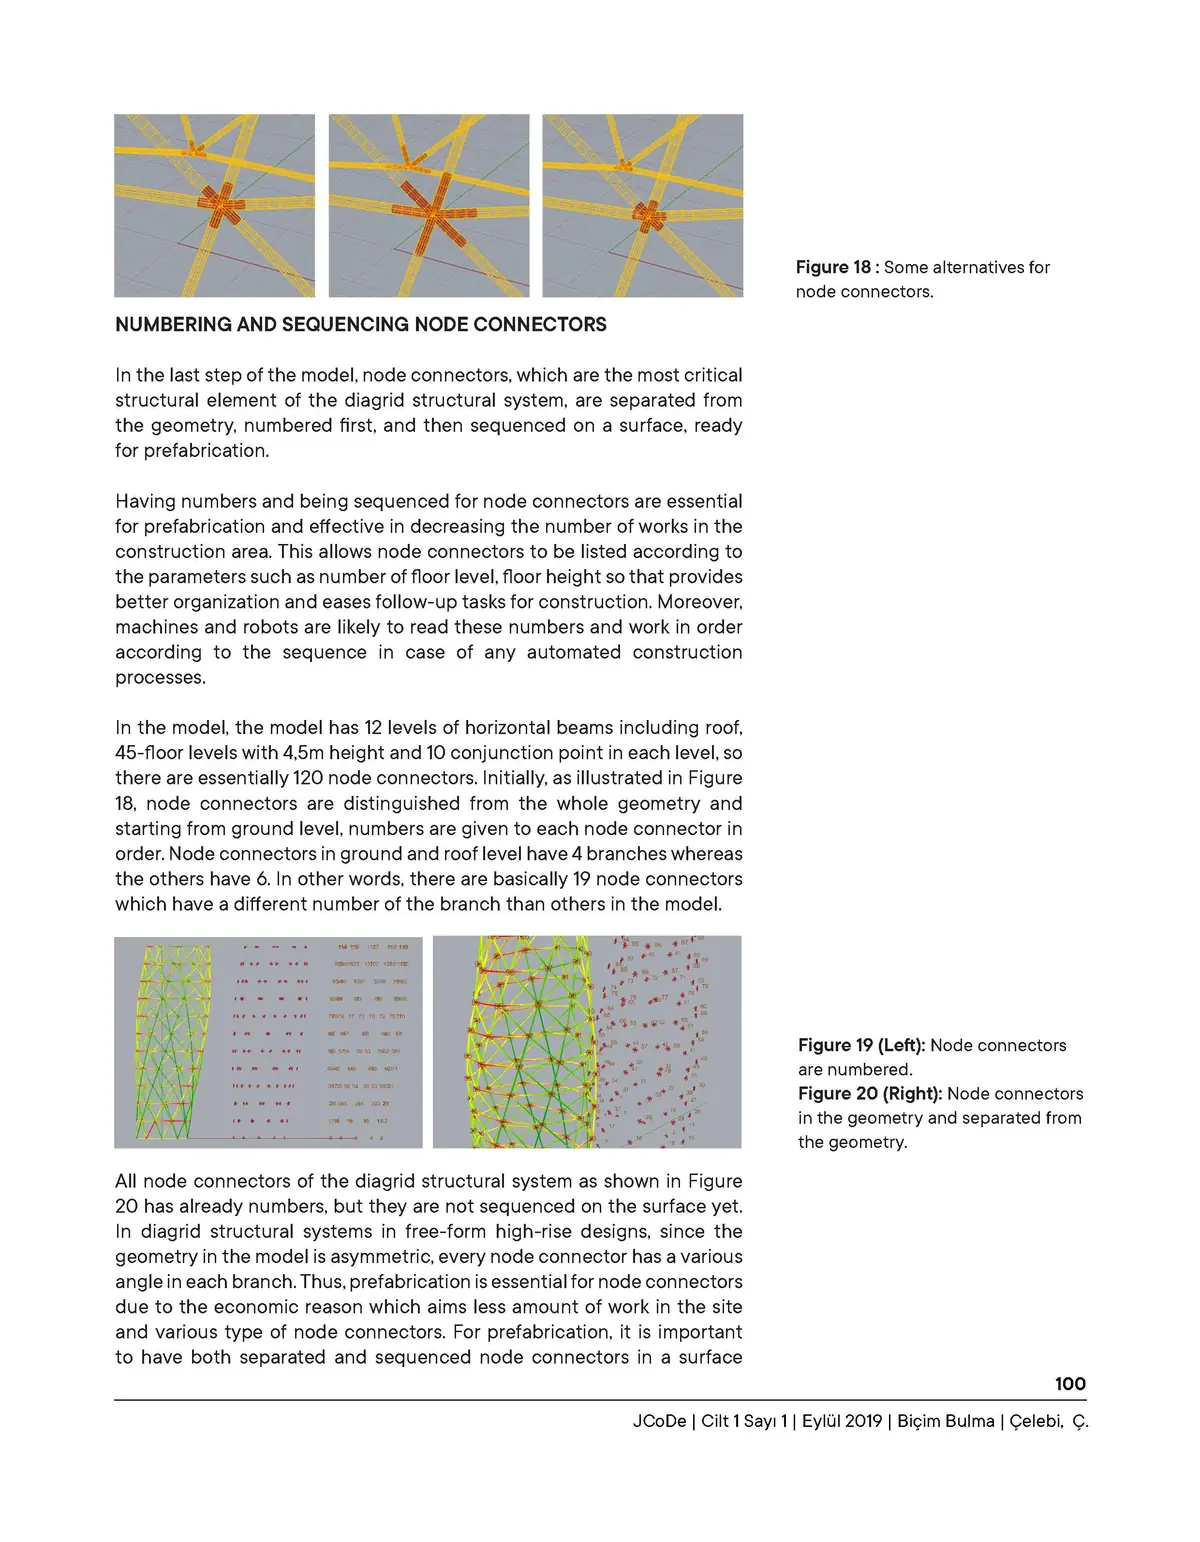 Figure 18 : Some alternatives for
node connectors.
NUMBERING AND SEQUENCING NODE CONNECTORS
In the last step of the model, node connectors, which are the most critical
structural element of the diagrid structural system, are separated from
the geometry, numbered first, and then sequenced on a surface, ready
for prefabrication.
Having numbers and being sequenced for node connectors are essential
for prefabrication and effective in decreasing the number of works in the
construction area. This allows node connectors to be listed according to
the parameters such as number of floor level, floor height so that provides
better organization and eases follow-up tasks for construction. Moreover,
machines and robots are likely to read these numbers and work in order
according to the sequence in case of any automated construction
processes.
In the model, the model has 12 levels of horizontal beams including roof,
45-floor levels with 4,5m height and 10 conjunction point in each level, so
there are essentially 120 node connectors. Initially, as illustrated in Figure
18, node connectors are distinguished from the whole geometry and
starting from ground level, numbers are given to each node connector in
order. Node connectors in ground and roof level have 4 branches whereas
the others have 6. In other words, there are basically 19 node connectors
which have a different number of the branch than others in the model.
Figure 19 (Left): Node connectors
are numbered.
Figure 20 (Right): Node connectors
in the geometry and separated from
the geometry.
All node connectors of the diagrid structural system as shown in Figure
20 has already numbers, but they are not sequenced on the surface yet.
In diagrid structural systems in free-form high-rise designs, since the
geometry in the model is asymmetric, every node connector has a various
angle in each branch. Thus, prefabrication is essential for node connectors
due to the economic reason which aims less amount of work in the site
and various type of node connectors. For prefabrication, it is important
to have both separated and sequenced node connectors in a surface
100
JCoDe | Cilt 1 Sayı 1 | Eylül 2019 | Biçim Bulma | Çelebi, Ç.